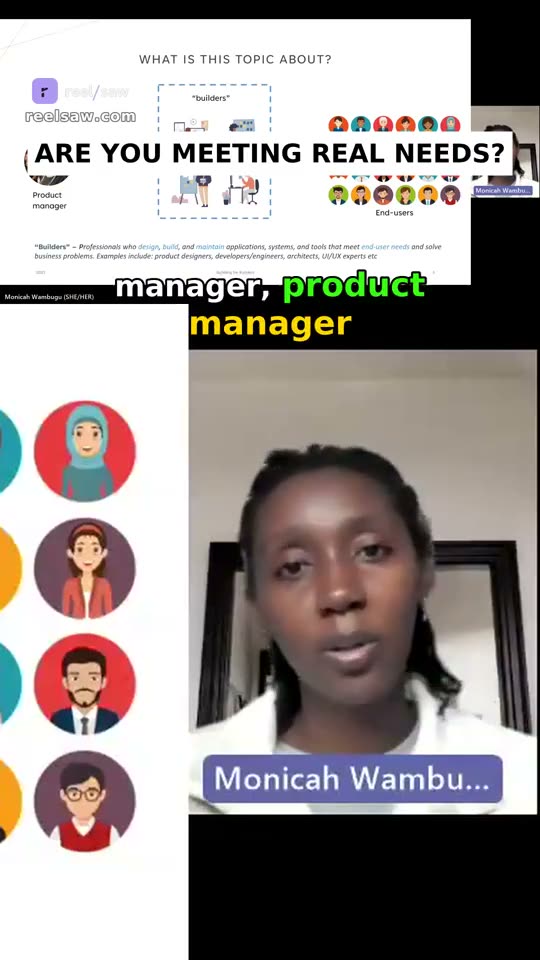 WHAT IS THIS TOPIC ABOUT?
reel/saw
reelsaw.com
"builders"
ARE YOU MEETING REAL NEEDS?
Monicah Wambu...
Product
manager
End-users
"Builders" – Professionals who design, build, and maintain applications, systems, and tools that meet end-user needs and solve
business problems. Examples include: product designers, developers/engineers, architects, UI/UX experts etc
Monicah Wambugu (SHE/HER)
manager, product
manager
Monicah Wambu...